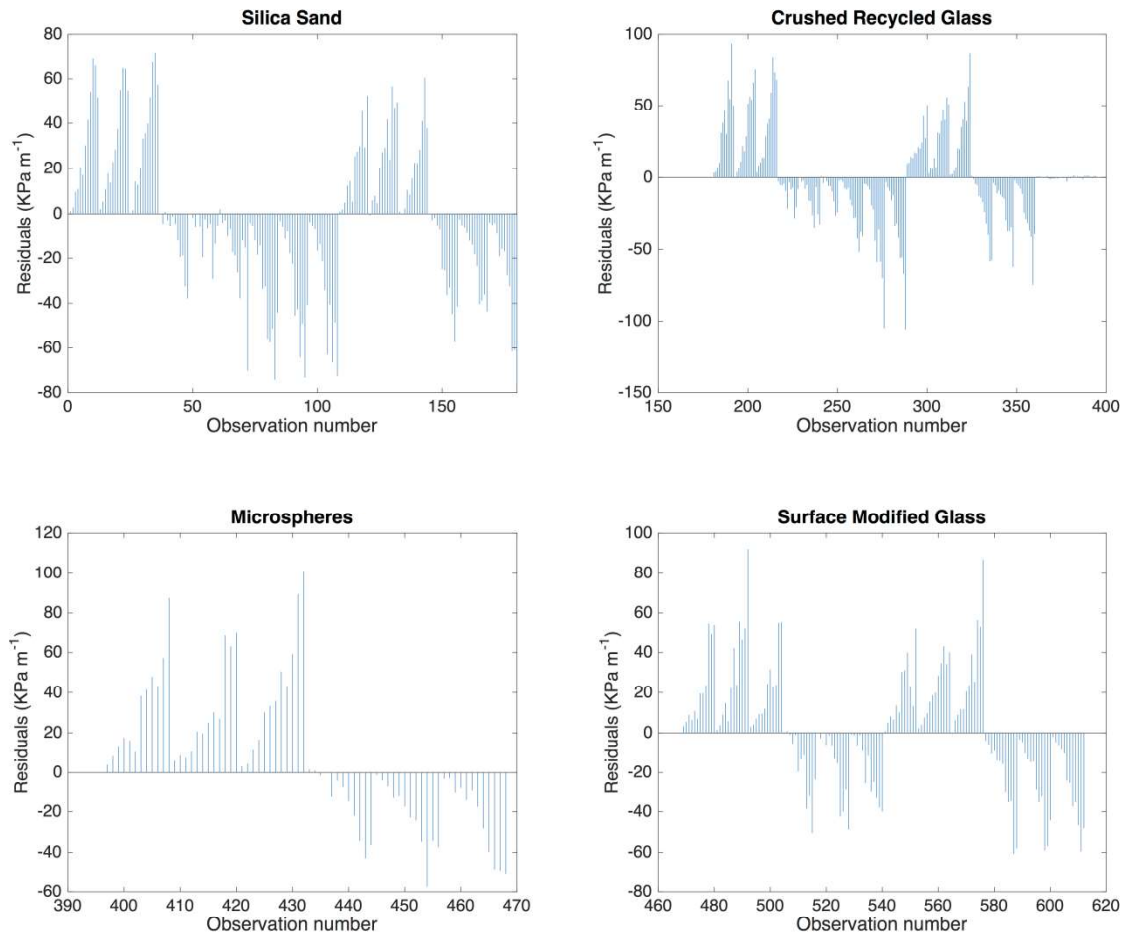 Silica Sand
80
60
40
20
0
-20
-40
-60
-80
Residuals (KPa m⁻¹)
0 50 100 150
Observation number
Crushed Recycled Glass
100
50
0
-50
-100
-150
Residuals (KPa m⁻¹)
150 200 250 300 350 400
Observation number
Microspheres
120
100
80
60
40
20
0
-20
-40
-60
Residuals (KPa m⁻¹)
390 400 410 420 430 440 450 460 470
Observation number
Surface Modified Glass
100
80
60
40
20
0
-20
-40
-60
-80
Residuals (KPa m⁻¹)
460 480 500 520 540 560 580 600 620
Observation number